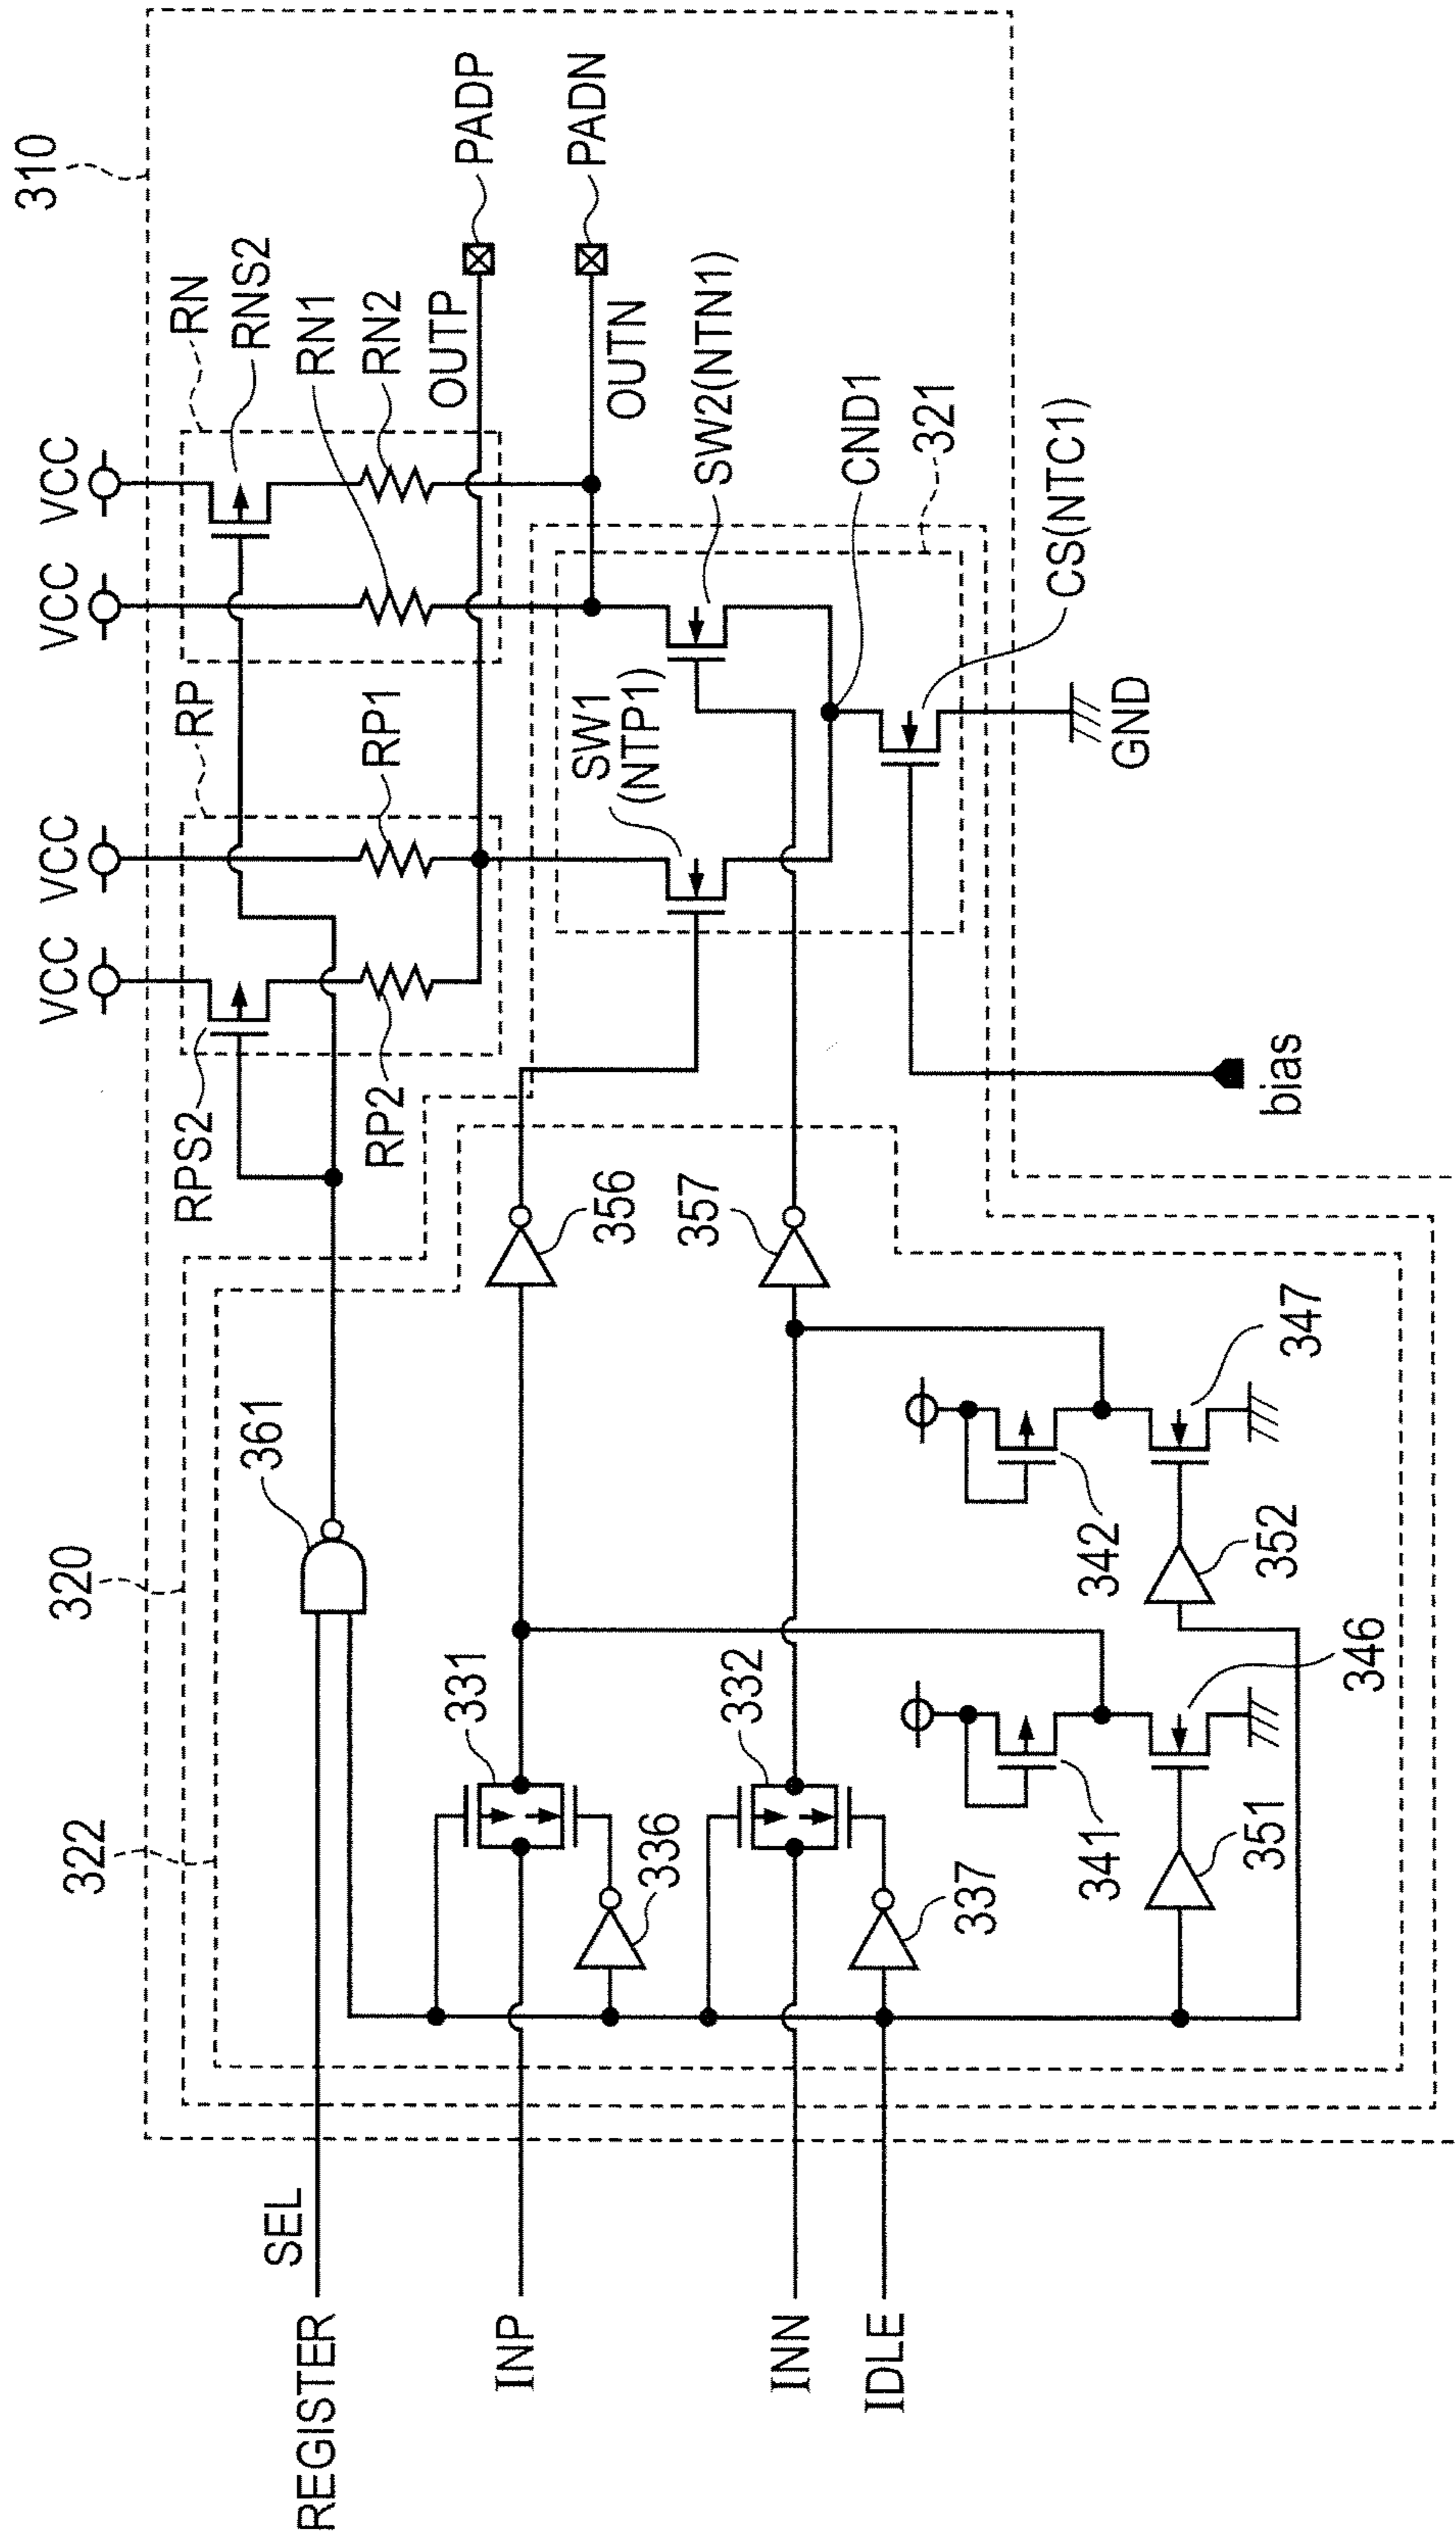 310
VCC
VCC
VCC
VCC
RN
RNS2
RN1
RN2
OUTP
PADP
PADN
OUTN
RP
RP1
RPS2
RP2
SW1
(NTP1)
SW2(NTN1)
CND1
321
CS(NTC1)
GND
bias
320
322
361
356
357
331
332
336
337
341
342
346
347
351
352
REGISTER
SEL
INP
INN
IDLE